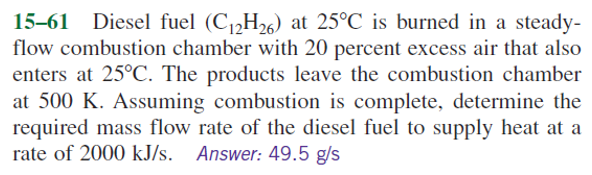 15–61 Diesel fuel (C₁₂H₂₆) at 25°C is burned in a steady-
flow combustion chamber with 20 percent excess air that also
enters at 25°C. The products leave the combustion chamber
at 500 K. Assuming combustion is complete, determine the
required mass flow rate of the diesel fuel to supply heat at a
rate of 2000 kJ/s. Answer: 49.5 g/s